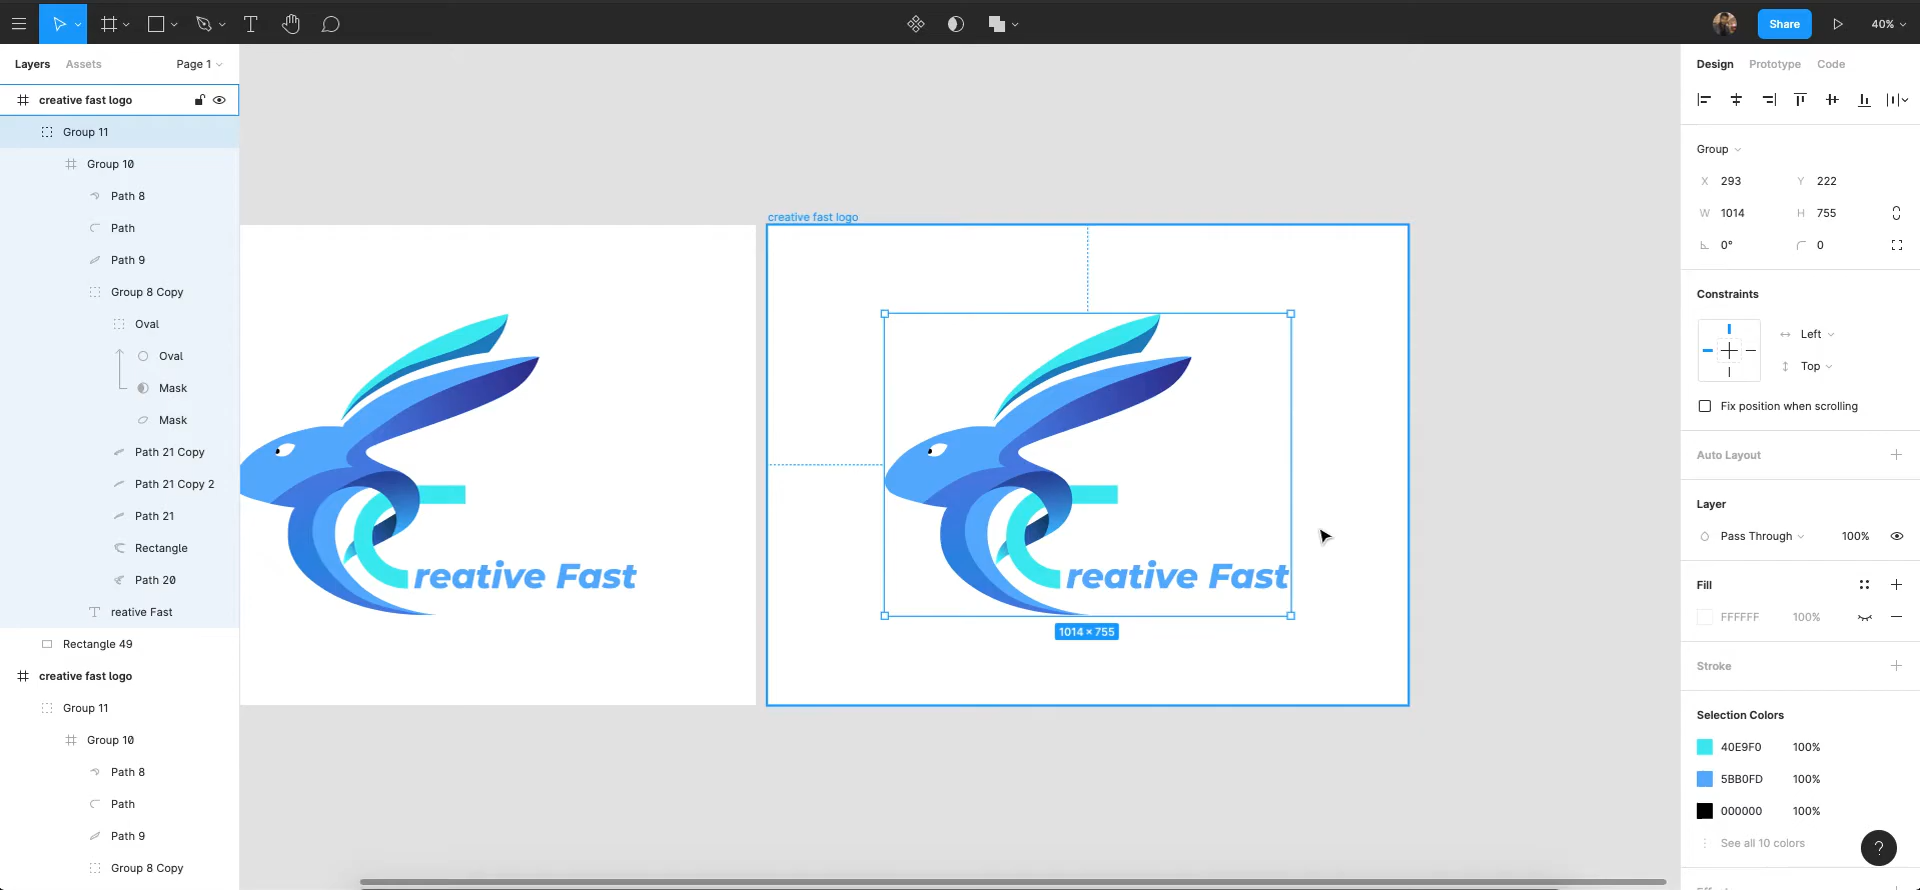 40%
Share
Layers
Assets
Page 1
creative fast logo
Group 11
Group 10
Path 8
Path
Path 9
Group 8 Copy
Oval
Oval
Mask
Mask
Path 21 Copy
Path 21 Copy 2
Path 21
Rectangle
Path 20
reative Fast
Rectangle 49
creative fast logo
Group 11
Group 10
Path 8
Path
Path 9
Group 8 Copy
reative Fast
creative fast logo
reative Fast
1014 × 755
Design
Prototype
Code
Group
X 293 Y 222
W 1014 H 755
0° 0
Constraints
Left
Top
Fix position when scrolling
Auto Layout
Layer
Pass Through 100%
Fill
FFFFFF 100%
Stroke
Selection Colors
40E9F0 100%
5BB0FD 100%
000000 100%
See all 10 colors
?